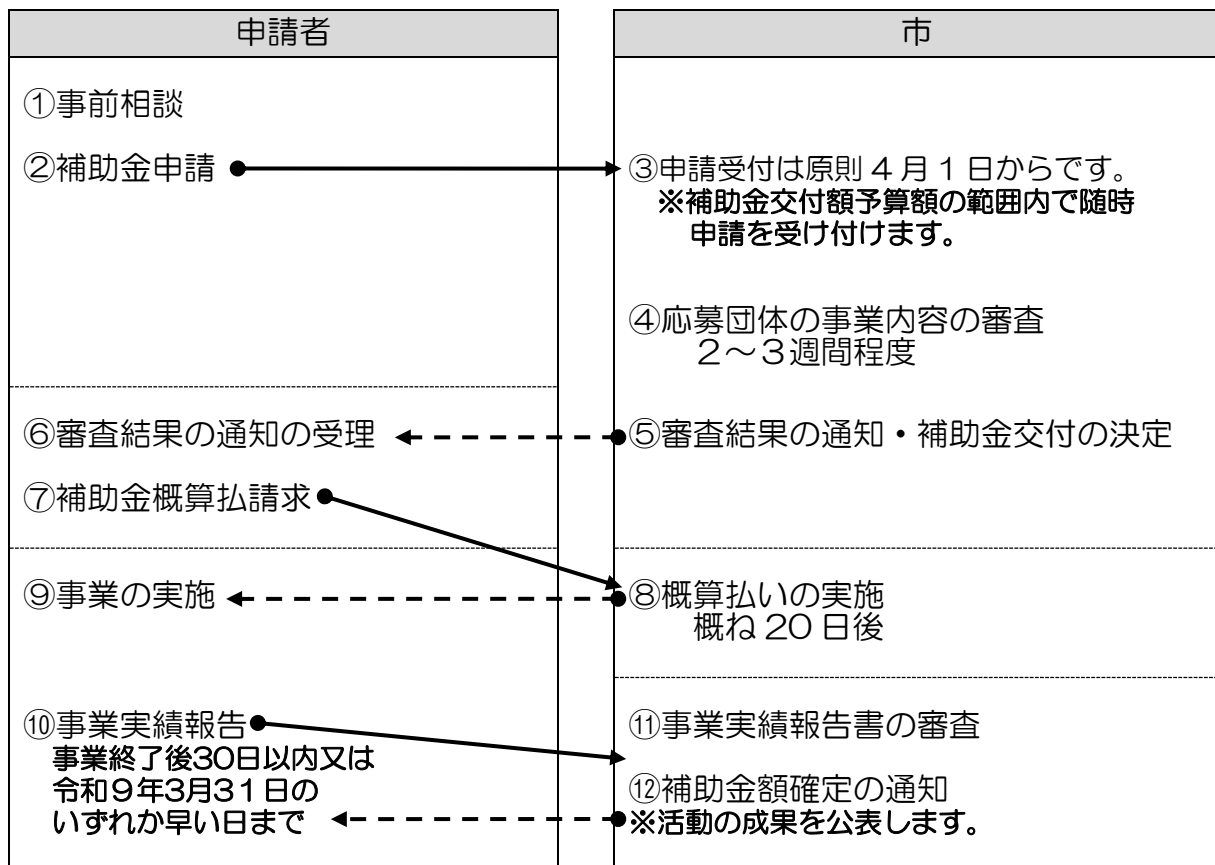 申請者
市
①事前相談
②補助金申請
③申請受付は原則4月1日からです。
※補助金交付額予算額の範囲内で随時
申請を受け付けます。
④応募団体の事業内容の審査
2~3週間程度
⑥審査結果の通知の受理
⑤審査結果の通知・補助金交付の決定
⑦補助金概算払請求
⑨事業の実施
⑧概算払いの実施
概ね20日後
⑩事業実績報告
事業終了後30日以内又は
令和9年3月31日の
いずれか早い日まで
⑪事業実績報告書の審査
⑫補助金額確定の通知
※活動の成果を公表します。